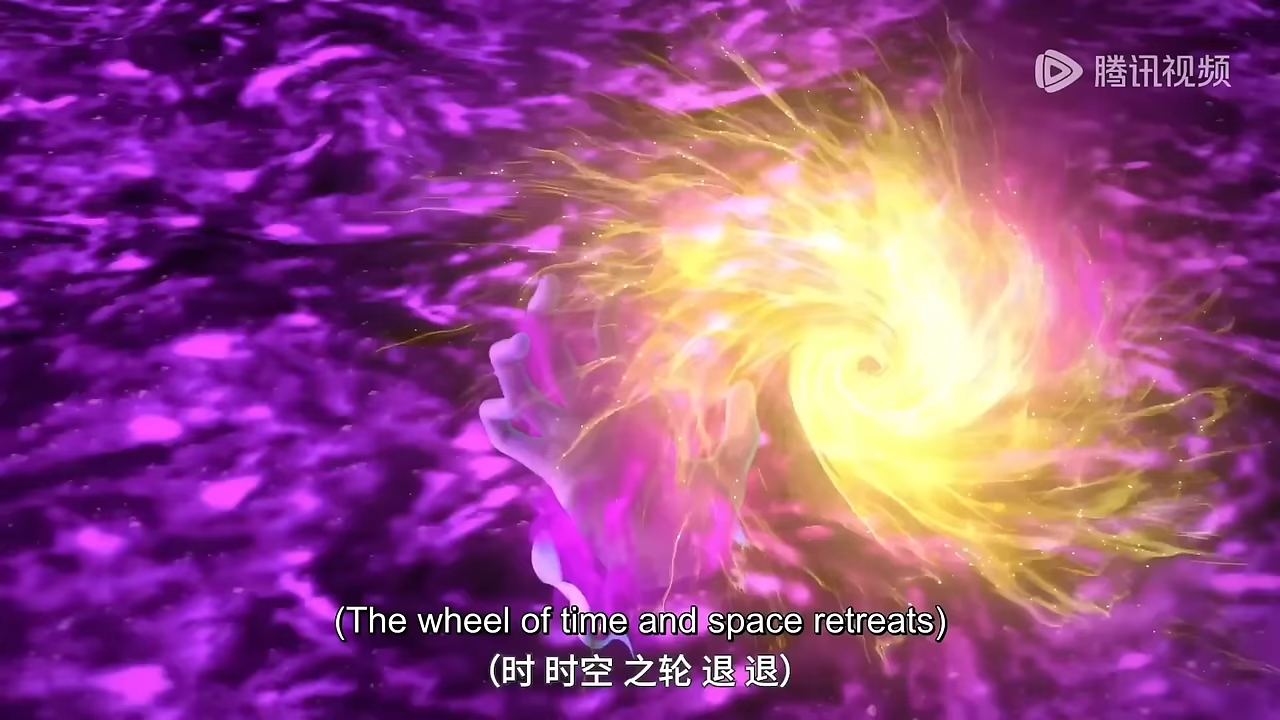 腾讯视频
(The wheel of time and space retreats)
（时 时空 之轮 退 退）